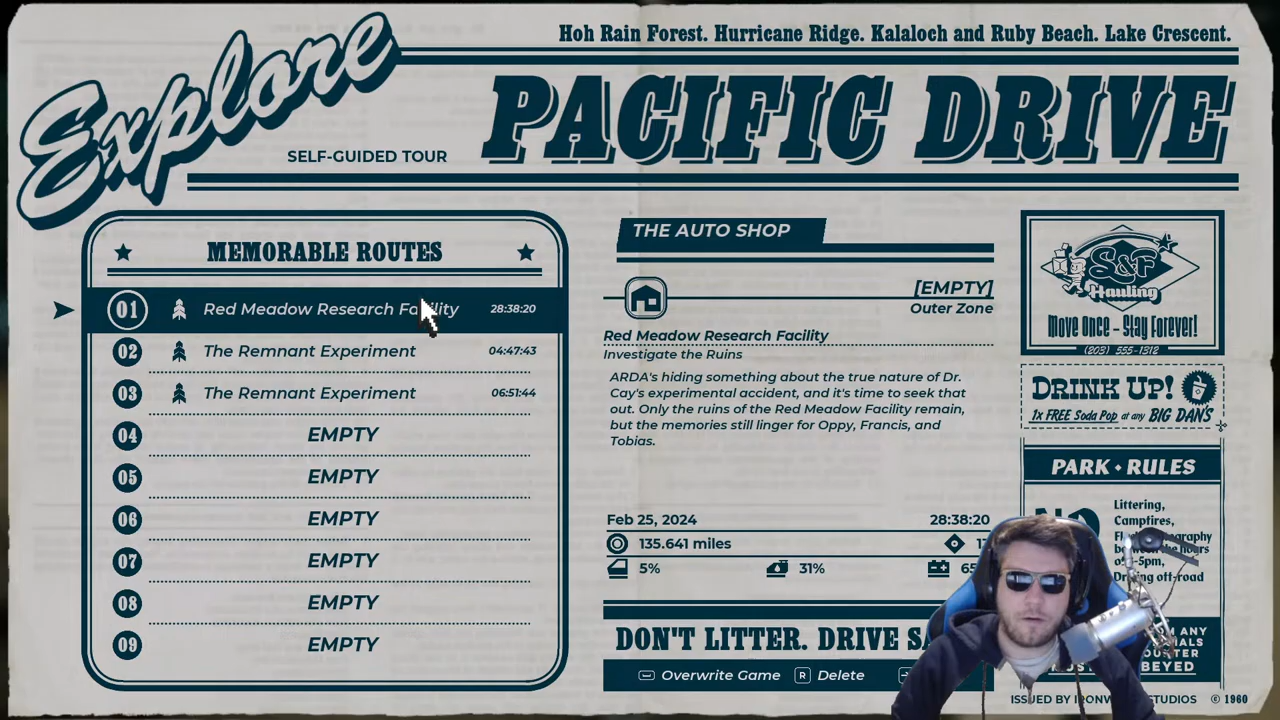 Explore
Hoh Rain Forest. Hurricane Ridge. Kalaloch and Ruby Beach. Lake Crescent.
PACIFIC DRIVE
SELF-GUIDED TOUR
MEMORABLE ROUTES
01 Red Meadow Research Facility 28:38:20
02 The Remnant Experiment 04:47:43
03 The Remnant Experiment 06:51:44
04 EMPTY
05 EMPTY
06 EMPTY
07 EMPTY
08 EMPTY
09 EMPTY
THE AUTO SHOP
[EMPTY]
Outer Zone
Red Meadow Research Facility
Investigate the Ruins
ARDA's hiding something about the true nature of Dr.
Cay's experimental accident, and it's time to seek that
out. Only the ruins of the Red Meadow Facility remain,
but the memories still linger for Oppy, Francis, and
Tobias.
Feb 25, 2024 28:38:20
135.641 miles
5% 31%
DON'T LITTER. DRIVE
Overwrite Game R Delete
S&F
Hauling
Move Once - Stay Forever!
(203) 555-1312
DRINK UP!
1x FREE Soda Pop at any BIG DAN'S
PARK • RULES
Littering,
Campfires,
hours
Driving off-road
ANY
BEYED
ISSUED BY © 1960